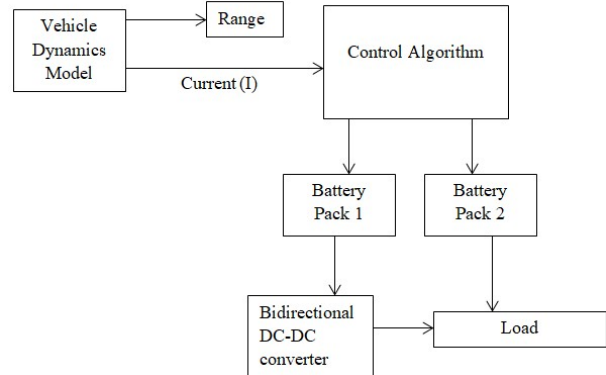 Vehicle
Dynamics
Model
Range
Control Algorithm
Current (I)
Battery
Pack 1
Battery
Pack 2
Bidirectional
DC-DC
converter
Load